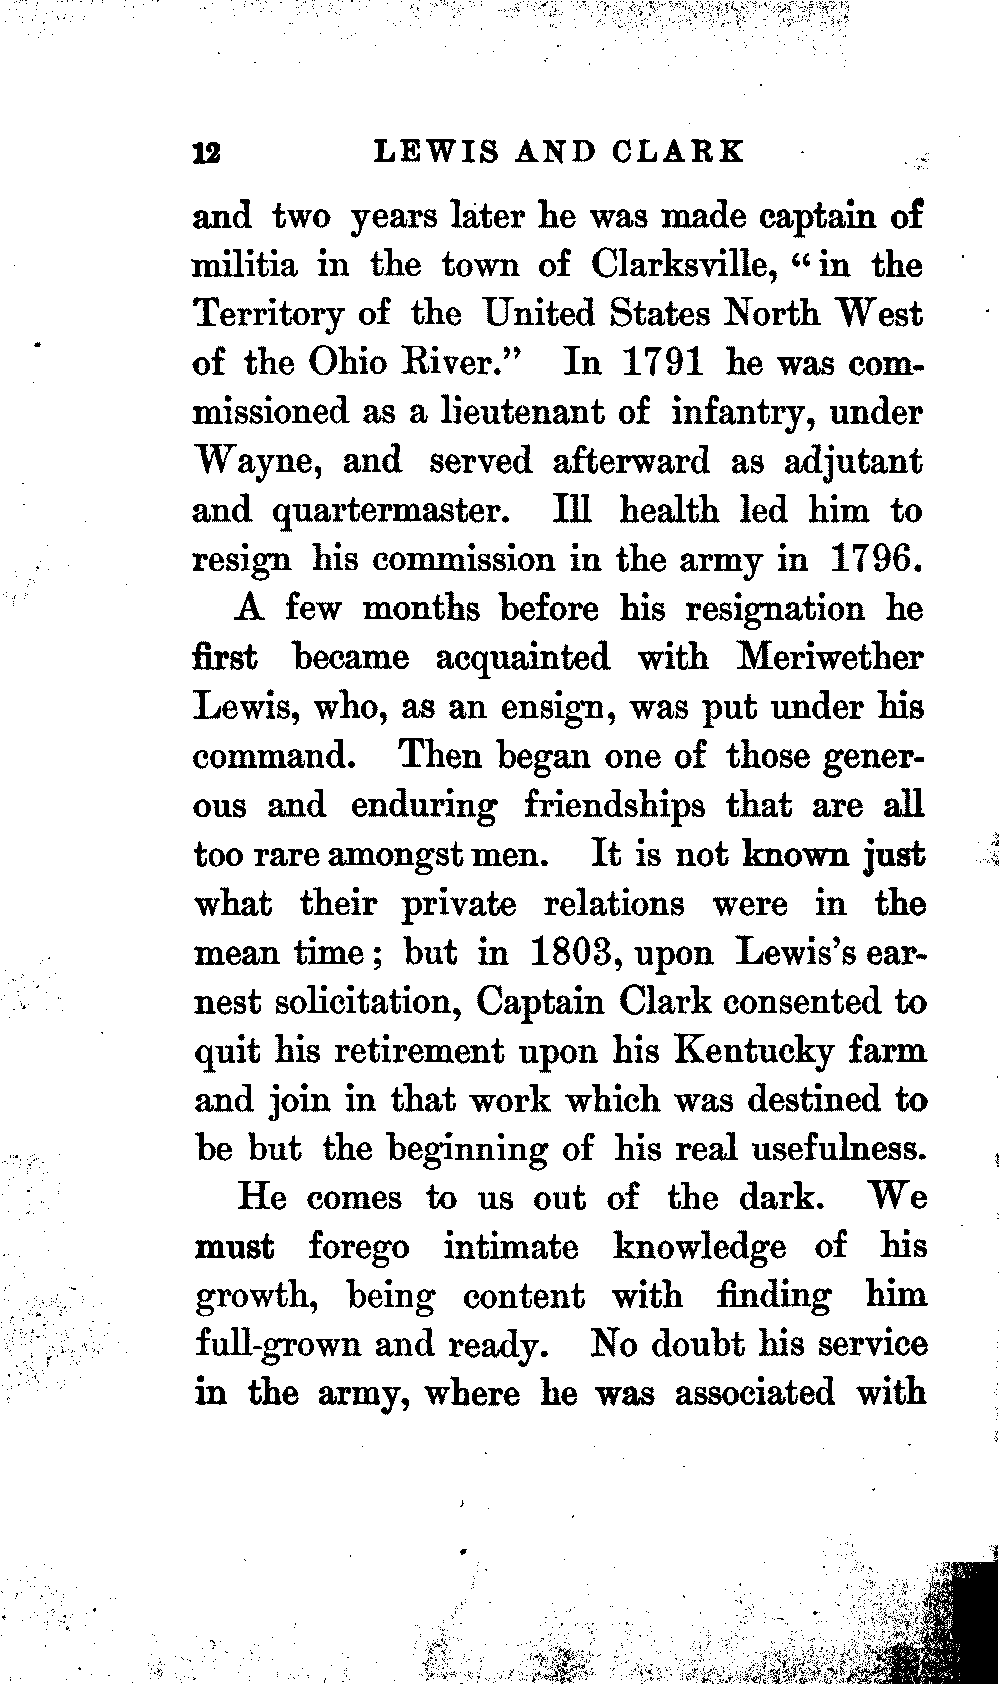 12 LEWIS AND CLARK
and two years later he was made captain of
militia in the town of Clarksville, “in the
Territory of the United States North West
of the Ohio River.” In 1791 he was com-
missioned as a lieutenant of infantry, under
Wayne, and served afterward as adjutant
and quartermaster. Ill health led him to
resign his commission in the army in 1796.
A few months before his resignation he
first became acquainted with Meriwether
Lewis, who, as an ensign, was put under his
command. Then began one of those gener-
ous and enduring friendships that are all
too rare amongst men. It is not known just
what their private relations were in the
mean time; but in 1803, upon Lewis’s ear-
nest solicitation, Captain Clark consented to
quit his retirement upon his Kentucky farm
and join in that work which was destined to
be but the beginning of his real usefulness.
He comes to us out of the dark. We
must forego intimate knowledge of his
growth, being content with finding him
full-grown and ready. No doubt his service
in the army, where he was associated with